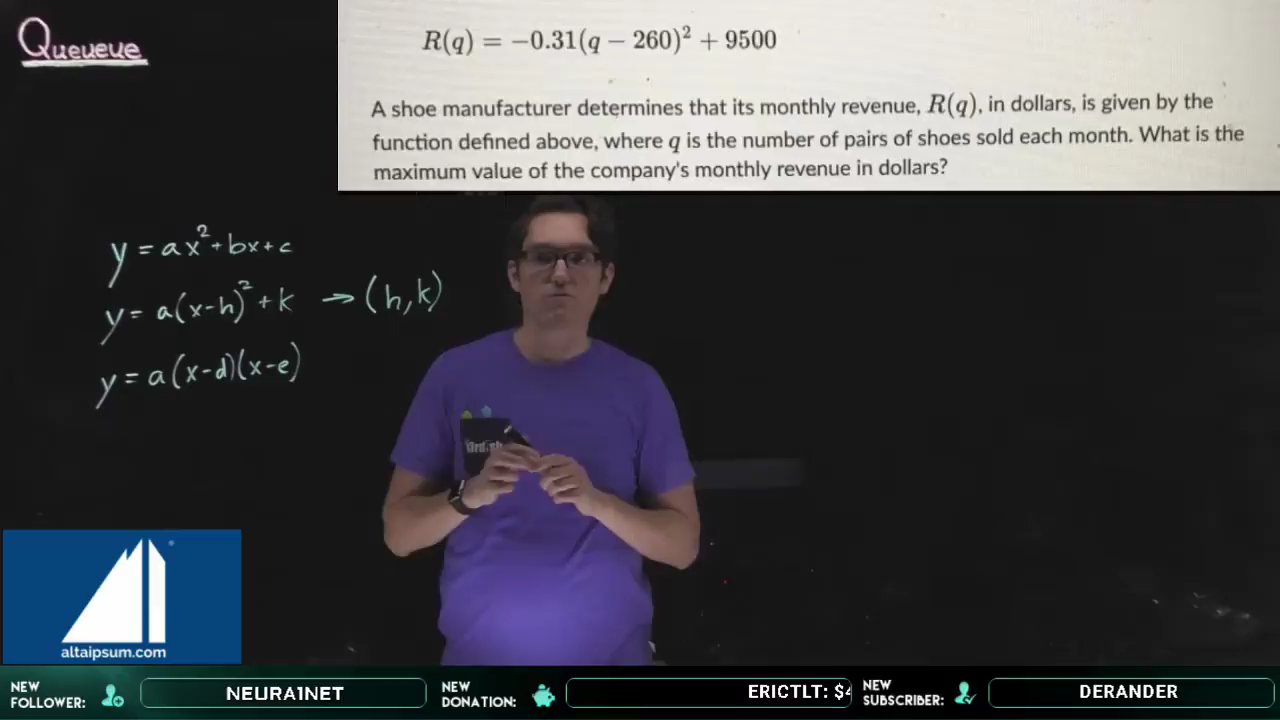 Queueue
R(q) = −0.31(q − 260)² + 9500
A shoe manufacturer determines that its monthly revenue, R(q), in dollars, is given by the
function defined above, where q is the number of pairs of shoes sold each month. What is the
maximum value of the company's monthly revenue in dollars?
y = ax² + bx + c
y = a(x-h)² + k → (h,k)
y = a(x-d)(x-e)
altaipsum.com
NEW FOLLOWER:
NEURA1NET
NEW DONATION:
ERICTLT: $4
NEW SUBSCRIBER:
DERANDER